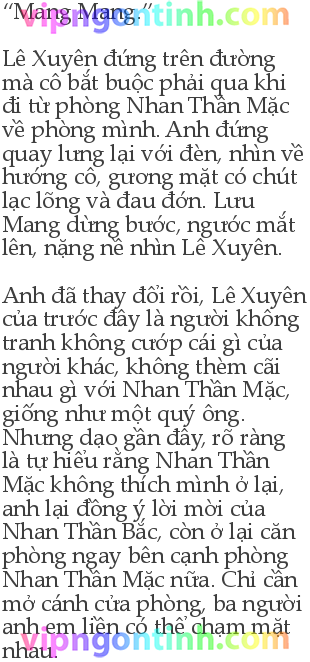 “Mang Mang.”
vipngontinh.com
Lê Xuyên đứng trên đường
mà cô bắt buộc phải qua khi
đi từ phòng Nhan Thần Mặc
về phòng mình. Anh đứng
quay lưng lại với đèn, nhìn về
hướng cô, gương mặt có chút
lạc lõng và đau đớn. Lưu
Mang dừng bước, ngước mắt
lên, nặng nề nhìn Lê Xuyên.
Anh đã thay đổi rồi, Lê Xuyên
của trước đây là người không
tranh không cướp cái gì của
người khác, không thèm cãi
nhau gì với Nhan Thần Mặc,
giống như một quý ông.
Nhưng dạo gần đây, rõ ràng
là tự hiểu rằng Nhan Thần
Mặc không thích mình ở lại,
anh lại đồng ý lời mời của
Nhan Thần Bắc, còn ở lại căn
phòng ngay bên cạnh phòng
Nhan Thần Mặc nữa. Chỉ cần
mở cánh cửa phòng, ba người
anh em liền có thể chạm mặt
nhau.
vipngontinh.com